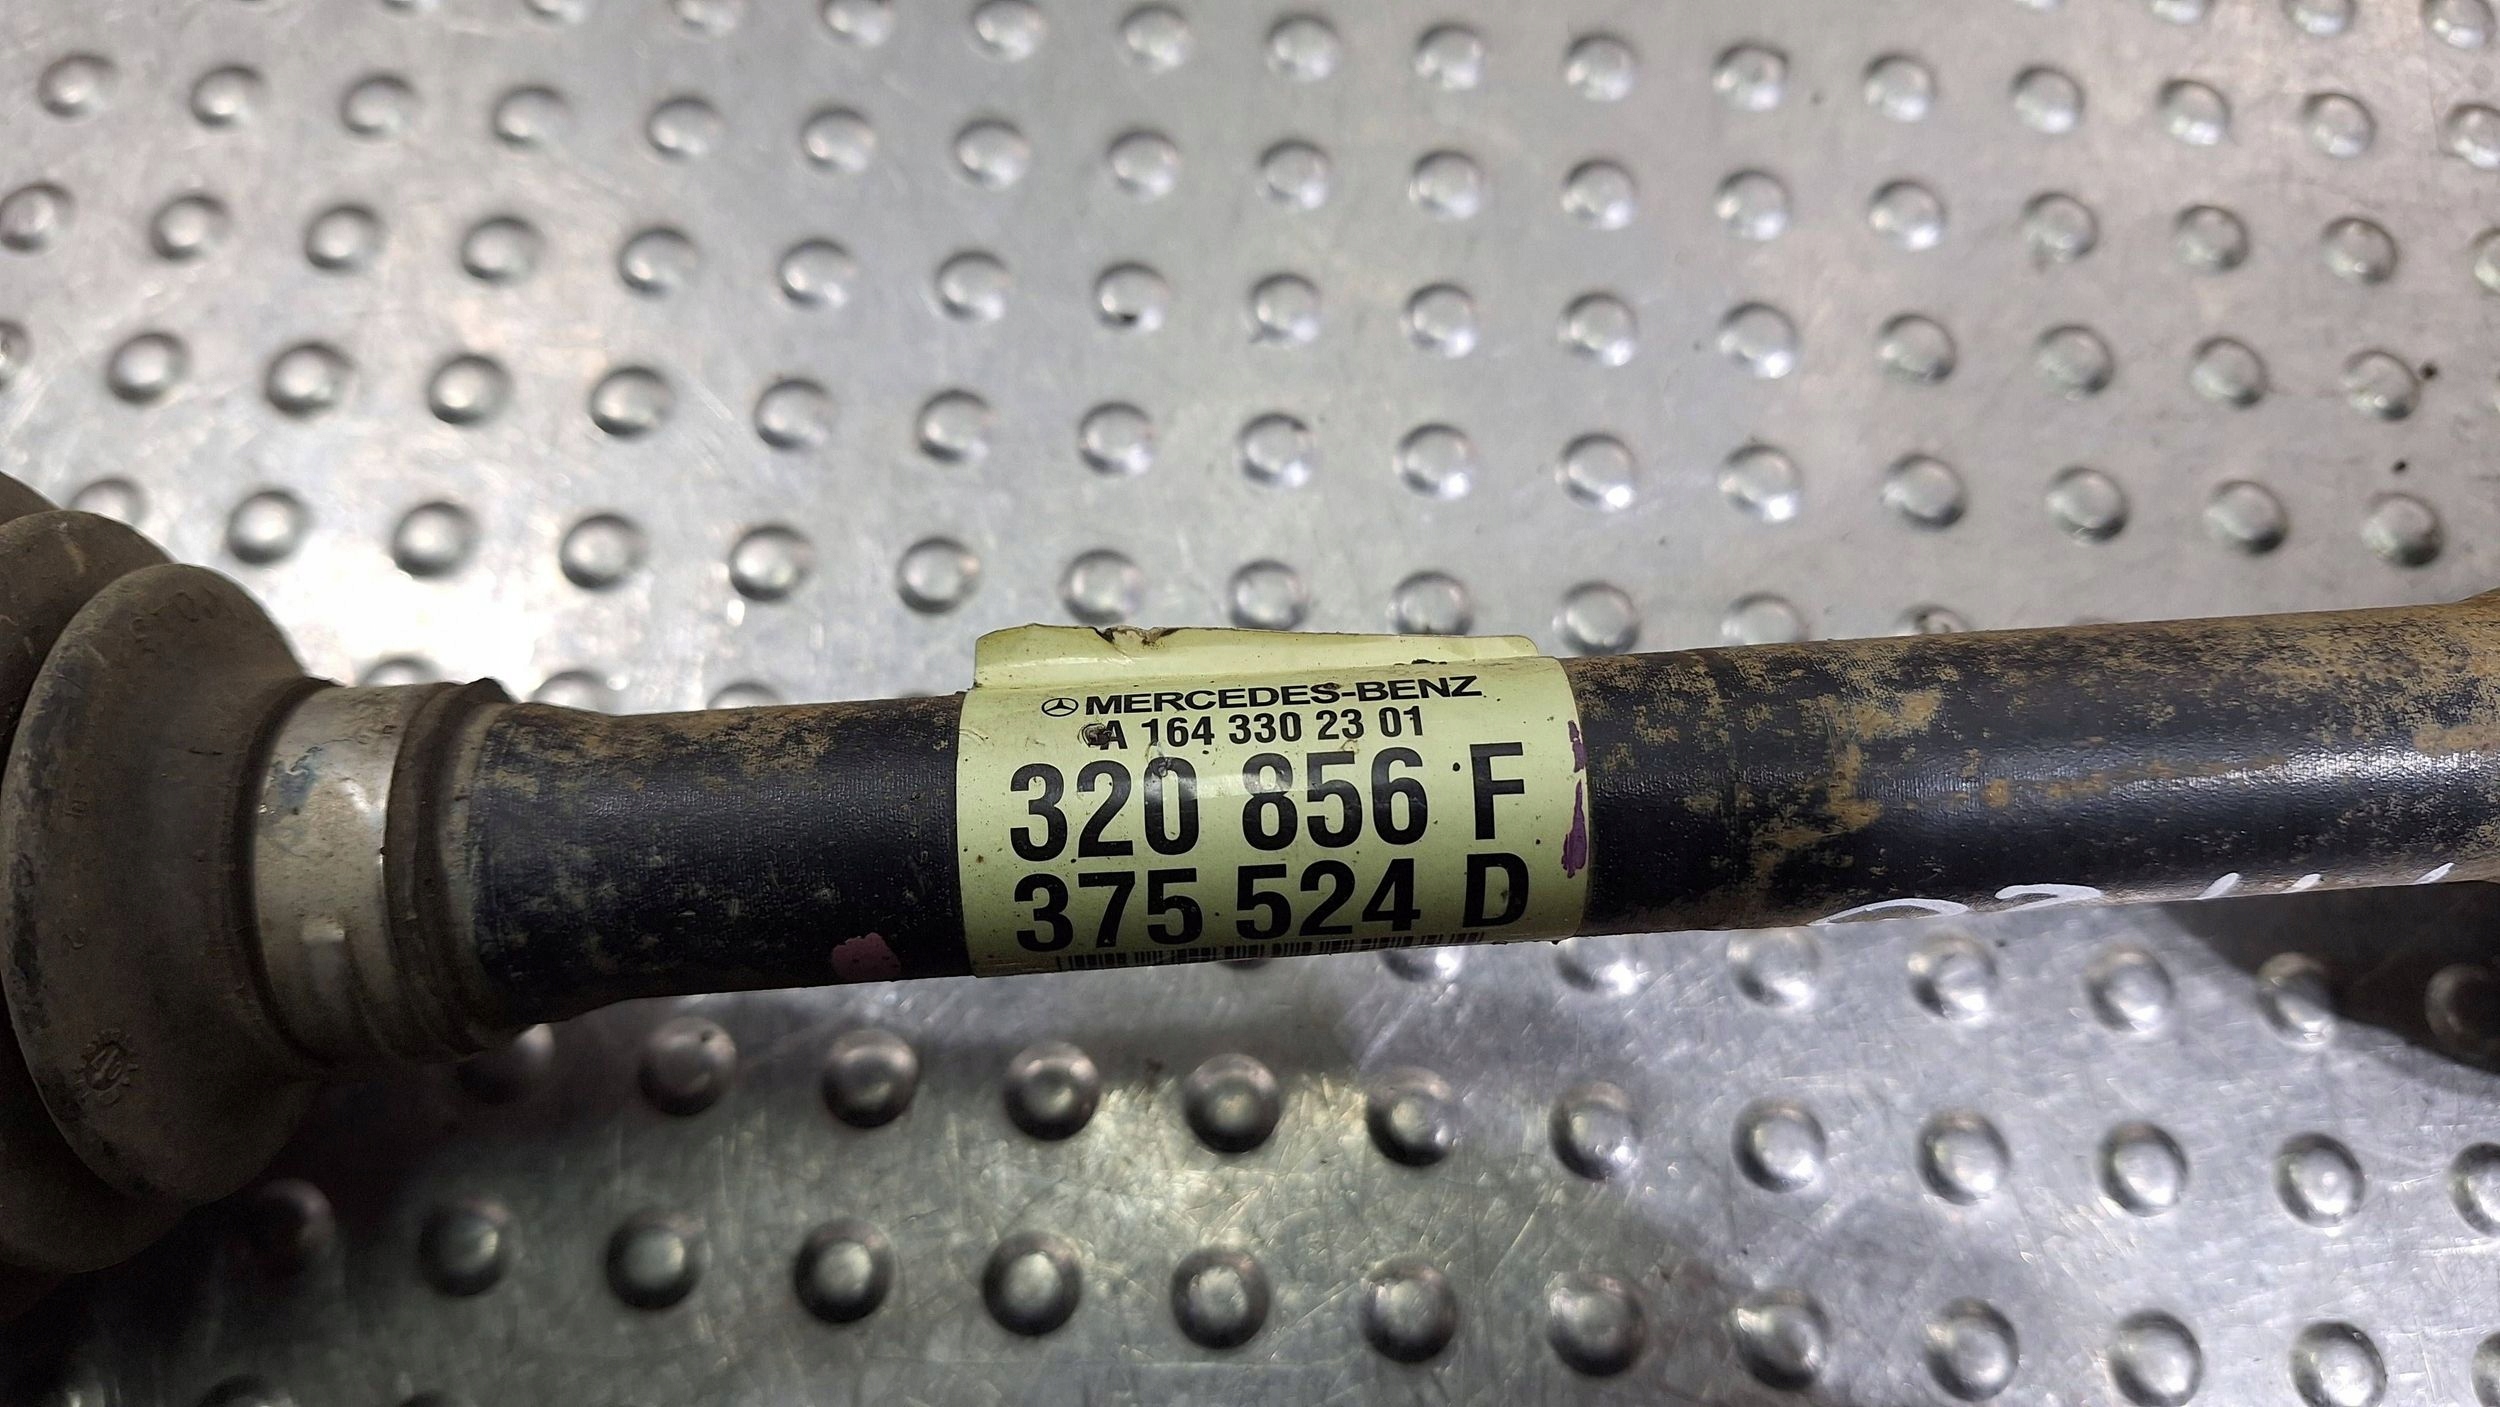 MERCEDES-BENZ
A 164 330 23 01
320 856 F
375 524 D